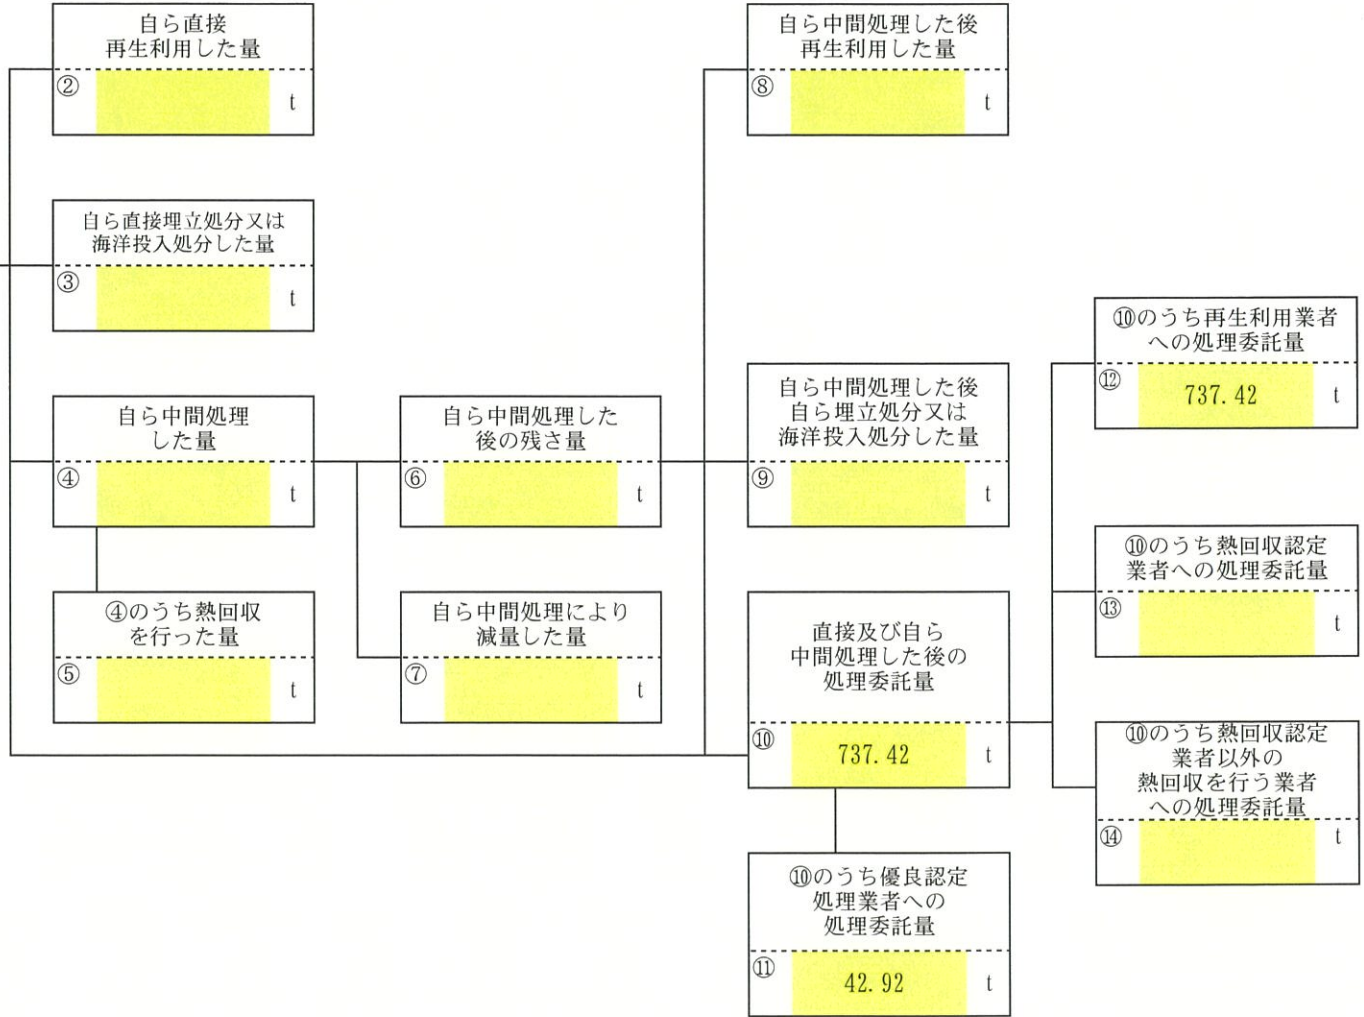 自ら直接
再生利用した量
② t
自ら直接埋立処分又は
海洋投入処分した量
③ t
自ら中間処理
した量
④ t
④のうち熱回収
を行った量
⑤ t
自ら中間処理した
後の残さ量
⑥ t
自ら中間処理により
減量した量
⑦ t
自ら中間処理した後
再生利用した量
⑧ t
自ら中間処理した後
自ら埋立処分又は
海洋投入処分した量
⑨ t
直接及び自ら
中間処理した後の
処理委託量
⑩ 737.42 t
⑩のうち優良認定
処理業者への
処理委託量
⑪ 42.92 t
⑩のうち再生利用業者
への処理委託量
⑫ 737.42 t
⑩のうち熱回収認定
業者への処理委託量
⑬ t
⑩のうち熱回収認定
業者以外の
熱回収を行う業者
への処理委託量
⑭ t